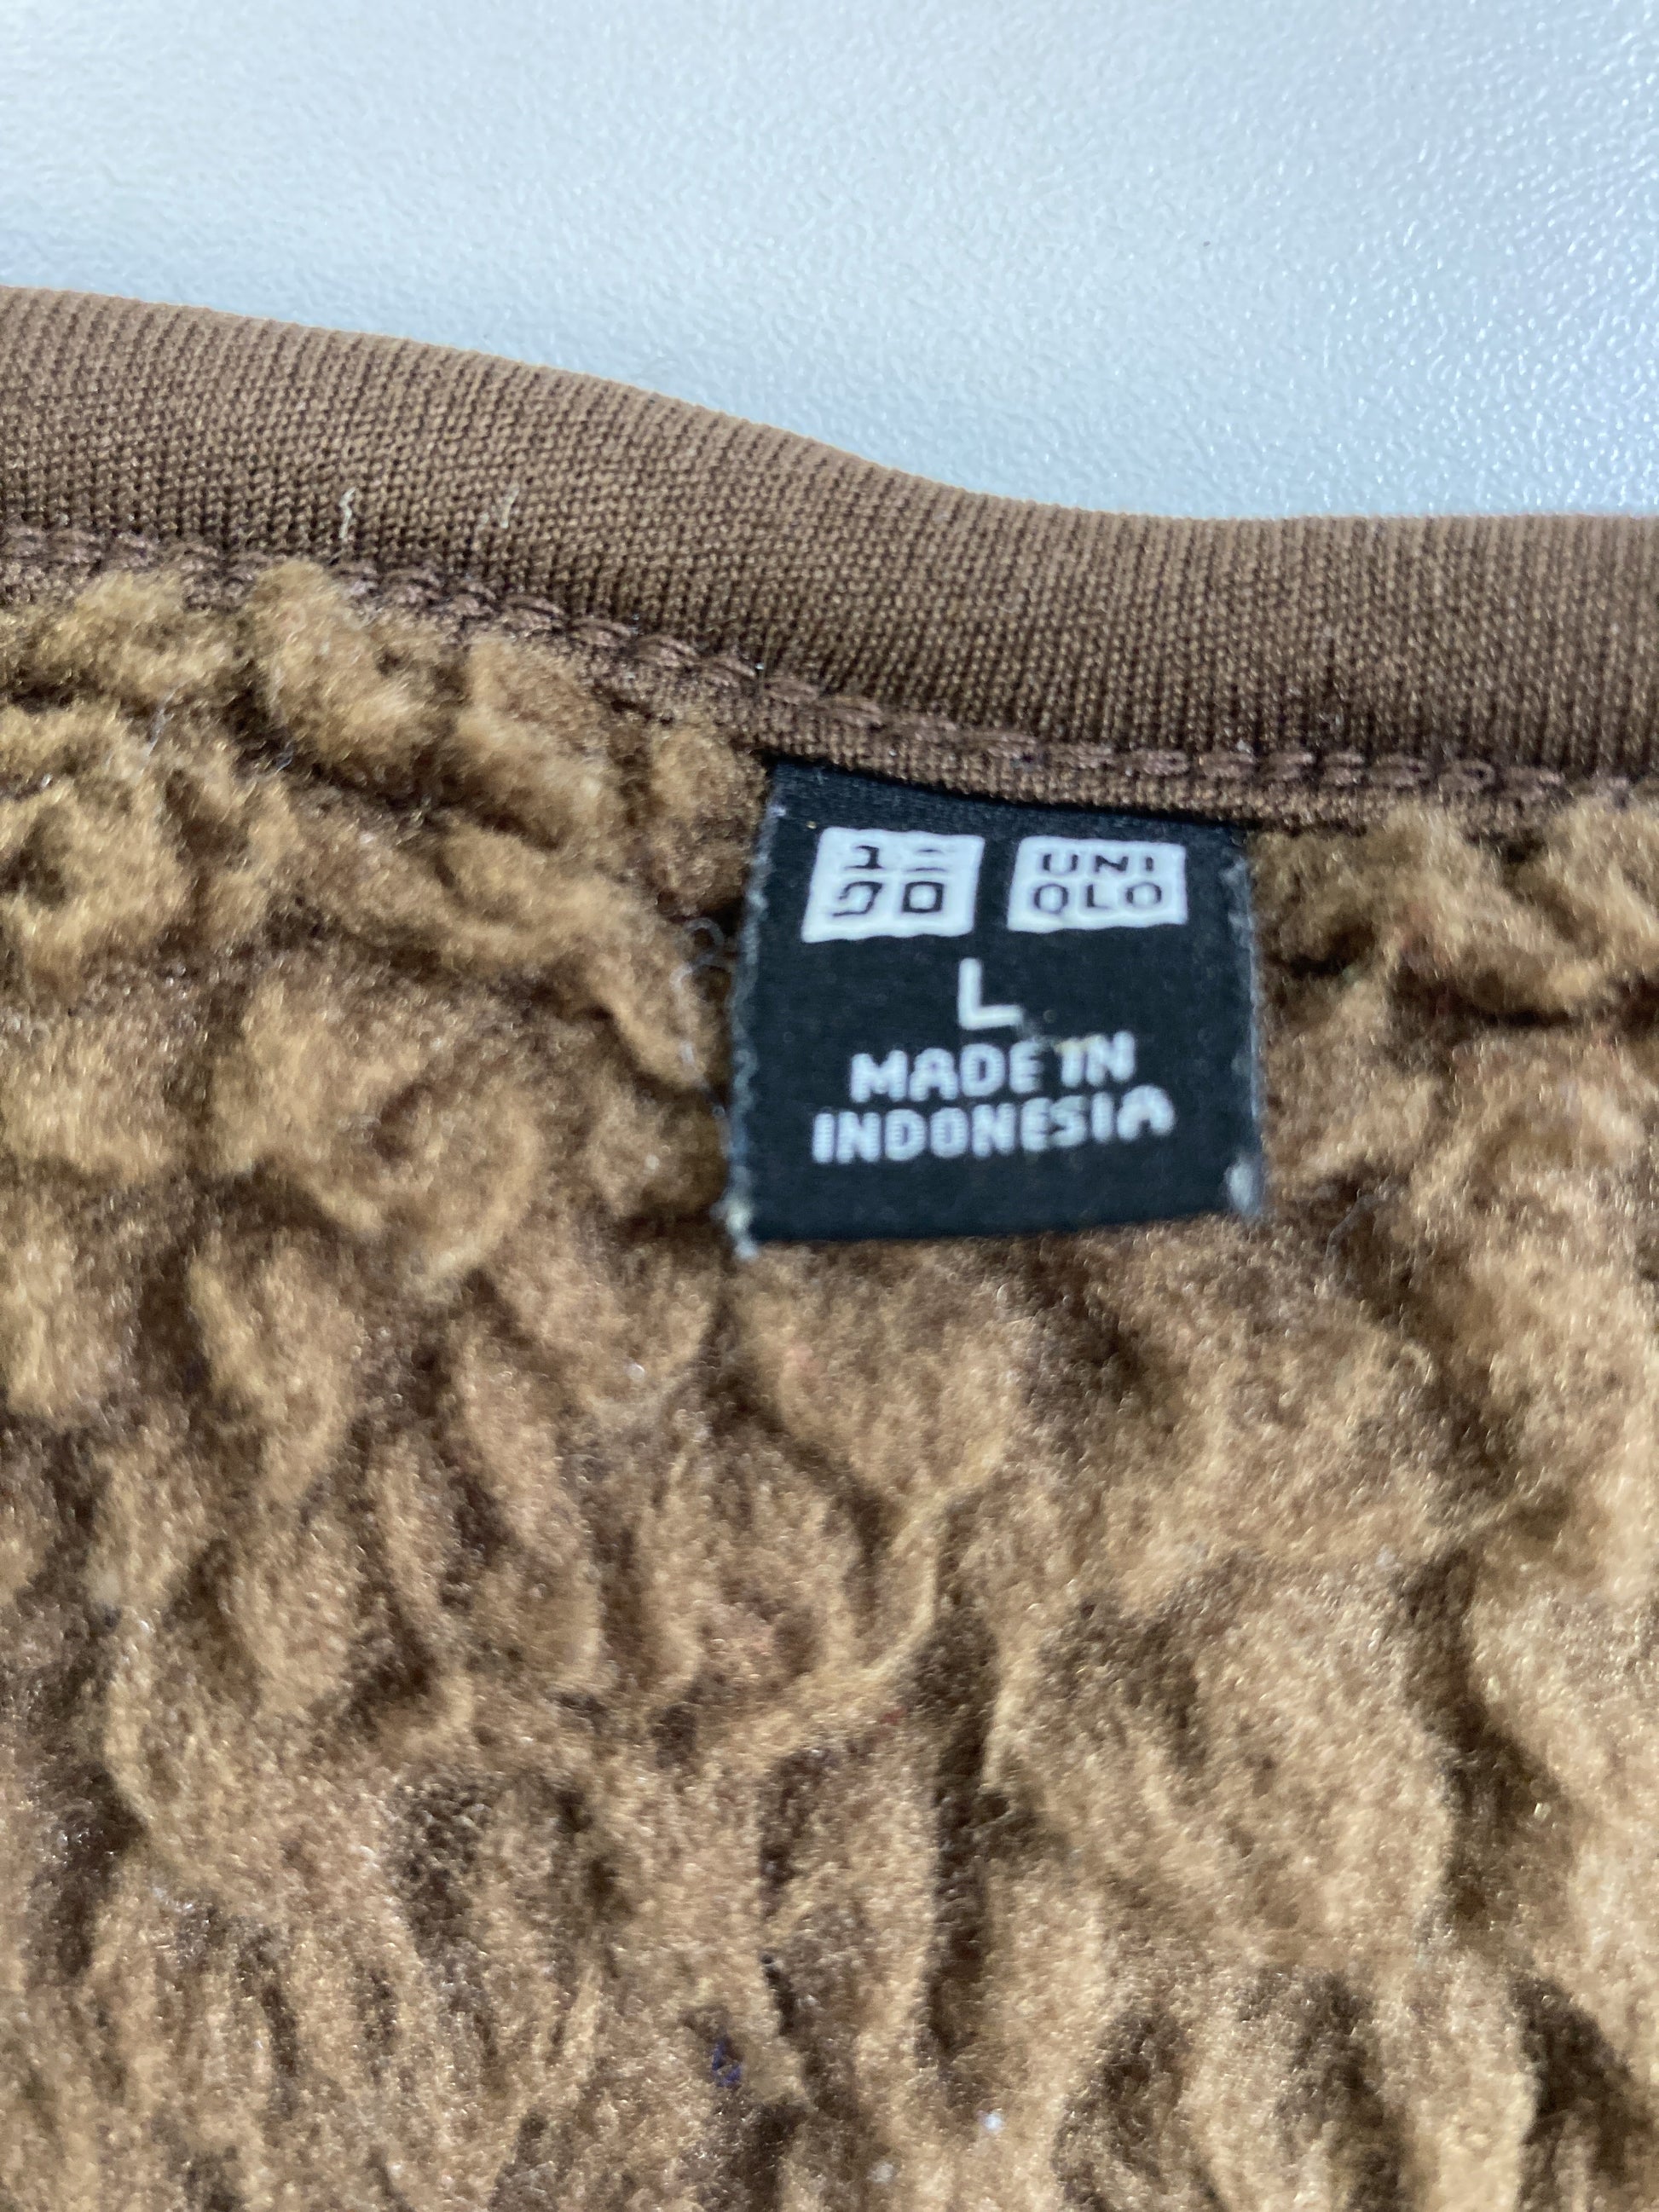 ユニ UNI
クロ QLO
L
MADE IN
INDONESIA